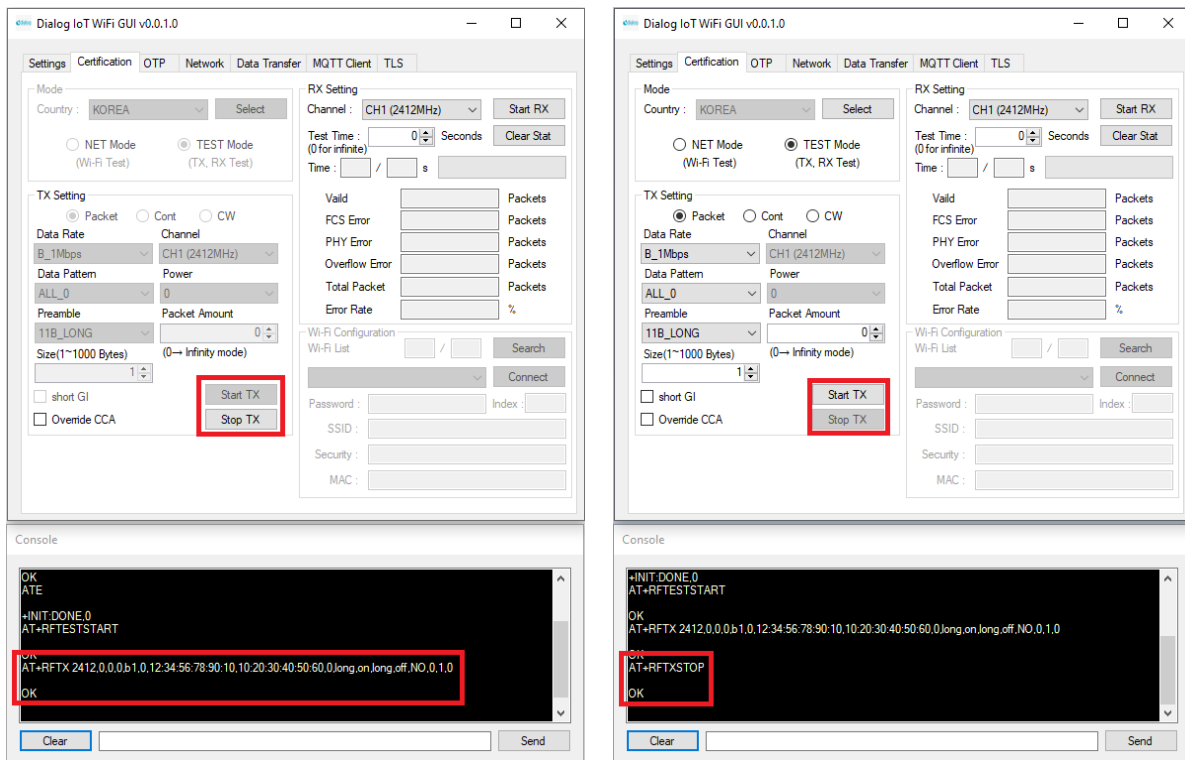 Dialog IoT WiFi GUI v0.0.1.0
Settings Certification OTP Network Data Transfer MQTT Client TLS
Mode
Country : KOREA Select
NET Mode TEST Mode
(Wi-Fi Test) (TX, RX Test)
TX Setting
Packet Cont CW
Data Rate Channel
B_1Mbps CH1 (2412MHz)
Data Pattern Power
ALL_0 0
Preamble Packet Amount
11B_LONG 0
Size(1~1000 Bytes) (0→ Infinity mode)
1
short GI Start TX
Override CCA Stop TX
RX Setting
Channel : CH1 (2412MHz) Start RX
Test Time : 0 Seconds Clear Stat
(0 for infinite)
Time : / s
Vaild Packets
FCS Error Packets
PHY Error Packets
Overflow Error Packets
Total Packet Packets
Error Rate %
Wi-Fi Configuration
Wi-Fi List / Search
Connect
Password : Index :
SSID :
Security :
MAC :
Console
OK
ATE
+INIT:DONE,0
AT+RFTESTSTART
OK
AT+RFTX 2412,0,0,0,b1,0,12:34:56:78:90:10,10:20:30:40:50:60,0,long,on,long,off,NO,0,1,0
OK
Clear Send
Dialog IoT WiFi GUI v0.0.1.0
Settings Certification OTP Network Data Transfer MQTT Client TLS
Mode
Country : KOREA Select
NET Mode TEST Mode
(Wi-Fi Test) (TX, RX Test)
TX Setting
Packet Cont CW
Data Rate Channel
B_1Mbps CH1 (2412MHz)
Data Pattern Power
ALL_0 0
Preamble Packet Amount
11B_LONG 0
Size(1~1000 Bytes) (0→ Infinity mode)
1
short GI Start TX
Override CCA Stop TX
RX Setting
Channel : CH1 (2412MHz) Start RX
Test Time : 0 Seconds Clear Stat
(0 for infinite)
Time : / s
Vaild Packets
FCS Error Packets
PHY Error Packets
Overflow Error Packets
Total Packet Packets
Error Rate %
Wi-Fi Configuration
Wi-Fi List / Search
Connect
Password : Index :
SSID :
Security :
MAC :
Console
+INIT:DONE,0
AT+RFTESTSTART
OK
AT+RFTX 2412,0,0,0,b1,0,12:34:56:78:90:10,10:20:30:40:50:60,0,long,on,long,off,NO,0,1,0
OK
AT+RFTXSTOP
OK
Clear Send